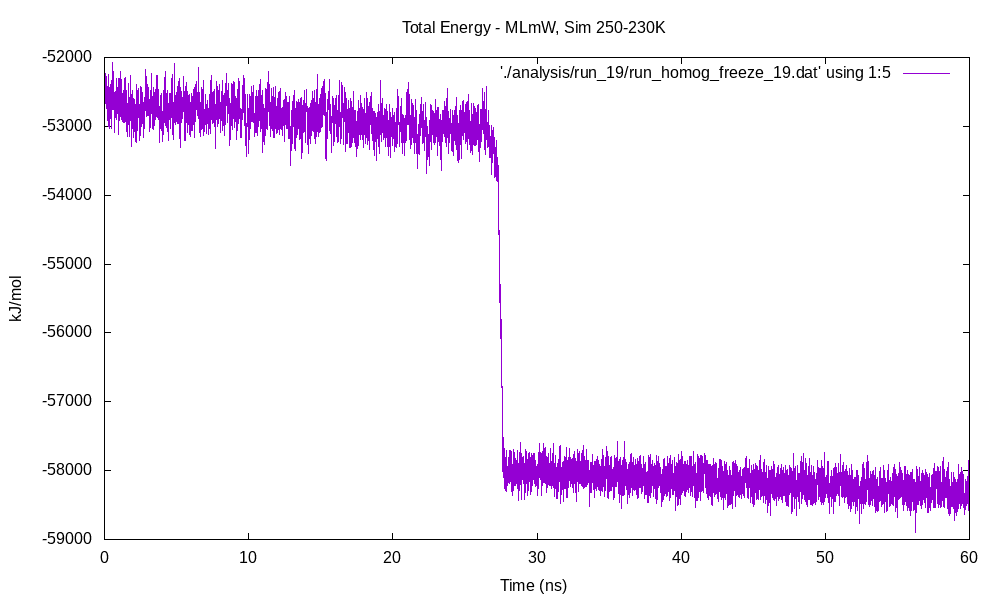 Total Energy - MLmW, Sim 250-230K
'./analysis/run_19/run_homog_freeze_19.dat' using 1:5
-52000
-53000
-54000
-55000
-56000
-57000
-58000
-59000
kJ/mol
0 10 20 30 40 50 60
Time (ns)